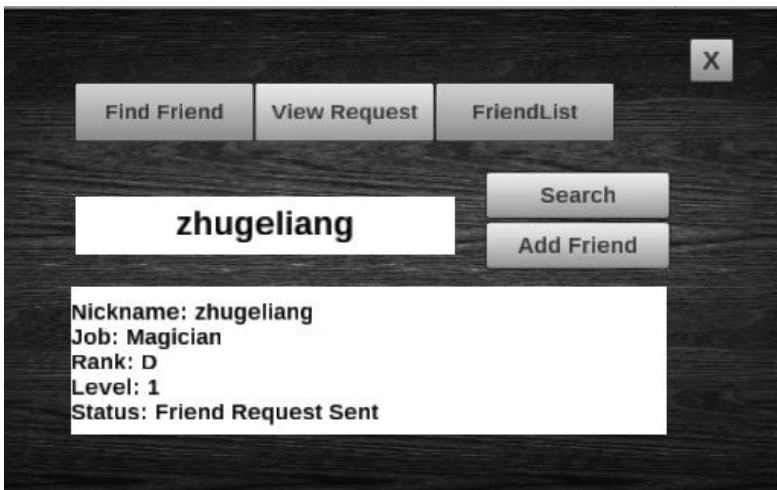 X
Find Friend View Request FriendList
Search
zhugeliang
Add Friend
Nickname: zhugeliang
Job: Magician
Rank: D
Level: 1
Status: Friend Request Sent